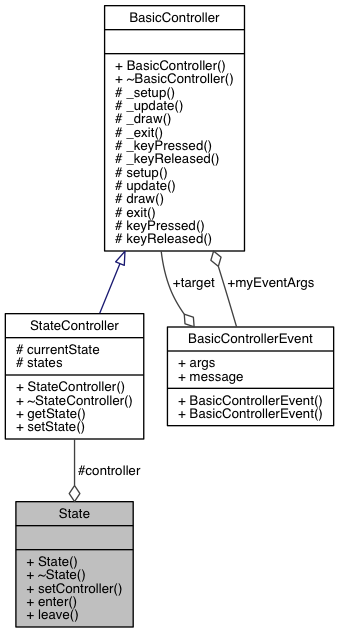 BasicController
+ BasicController()
+ ~BasicController()
# _setup()
# _update()
# _draw()
# _exit()
# _keyPressed()
# _keyReleased()
# setup()
# update()
# draw()
# exit()
# keyPressed()
# keyReleased()
+target
+myEventArgs
StateController
# currentState
# states
+ StateController()
+ ~StateController()
+ getState()
+ setState()
BasicControllerEvent
+ args
+ message
+ BasicControllerEvent()
+ BasicControllerEvent()
#controller
State
+ State()
+ ~State()
+ setController()
+ enter()
+ leave()